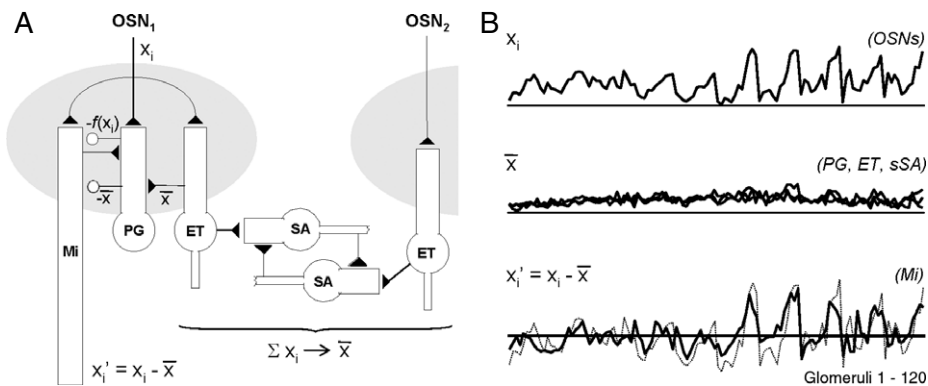 A
OSN₁
OSN₂
xᵢ
-f(xᵢ)
-x̅
x̅
Mi
PG
ET
SA
SA
ET
Σ xᵢ → x̅
xᵢ' = xᵢ - x̅
B
xᵢ
(OSNs)
x̅
(PG, ET, sSA)
xᵢ' = xᵢ - x̅
(Mi)
Glomeruli 1 - 120